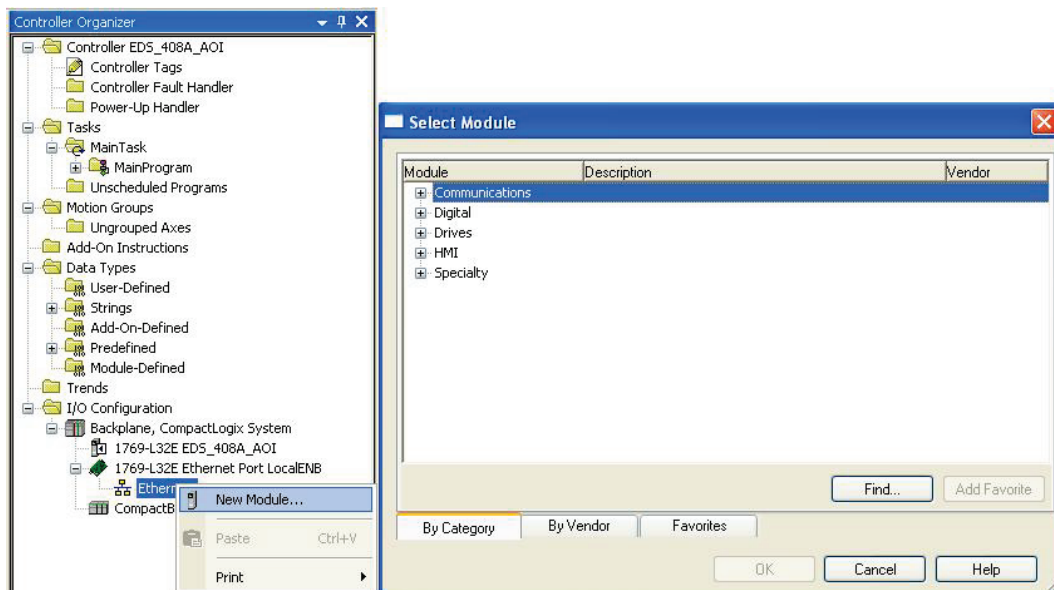 Controller Organizer
Controller EDS_408A_AOI
Controller Tags
Controller Fault Handler
Power-Up Handler
Tasks
MainTask
MainProgram
Unscheduled Programs
Motion Groups
Ungrouped Axes
Add-On Instructions
Data Types
User-Defined
Strings
Add-On-Defined
Predefined
Module-Defined
Trends
I/O Configuration
Backplane, CompactLogix System
1769-L32E EDS_408A_AOI
1769-L32E Ethernet Port LocalENB
Ethern
CompactB
New Module...
Paste Ctrl+V
Print
Select Module
Module Description Vendor
Communications
Digital
Drives
HMI
Specialty
Find... Add Favorite
By Category By Vendor Favorites
OK Cancel Help